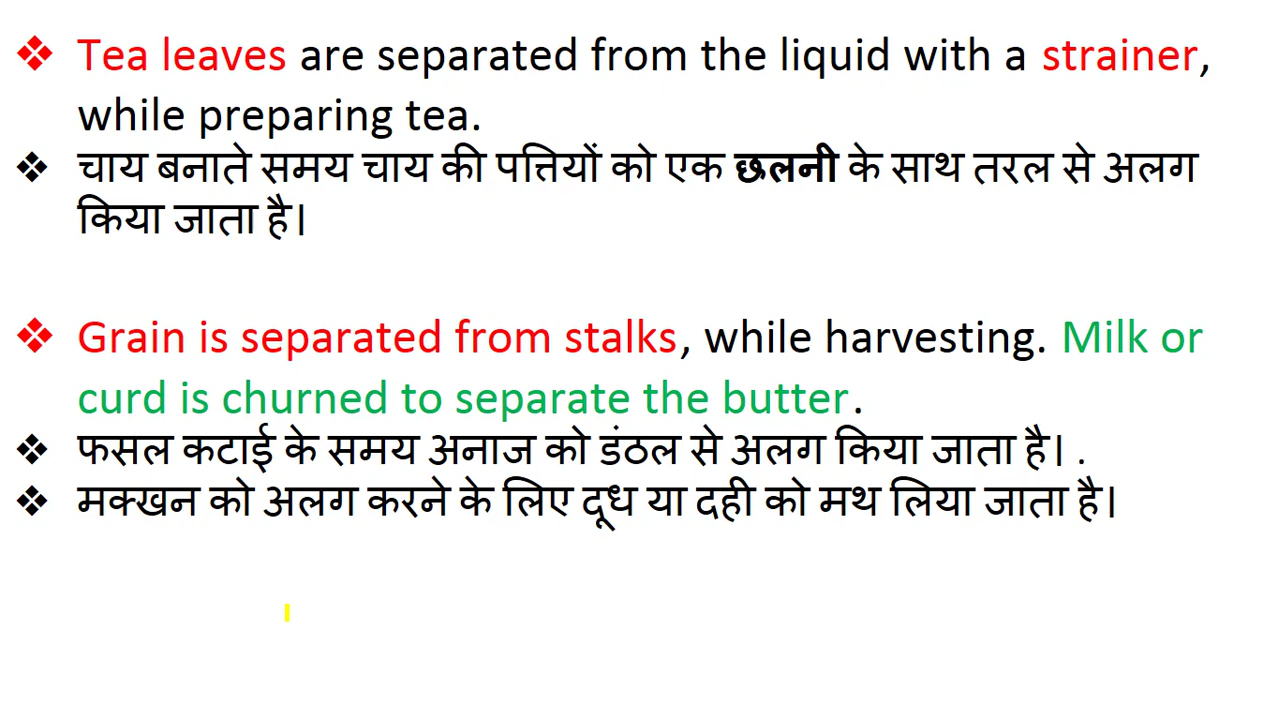 ❖ Tea leaves are separated from the liquid with a strainer,
while preparing tea.
❖ चाय बनाते समय चाय की पत्तियों को एक छलनी के साथ तरल से अलग
किया जाता है।
❖ Grain is separated from stalks, while harvesting. Milk or
curd is churned to separate the butter.
❖ फसल कटाई के समय अनाज को डंठल से अलग किया जाता है। .
❖ मक्खन को अलग करने के लिए दूध या दही को मथ लिया जाता है।